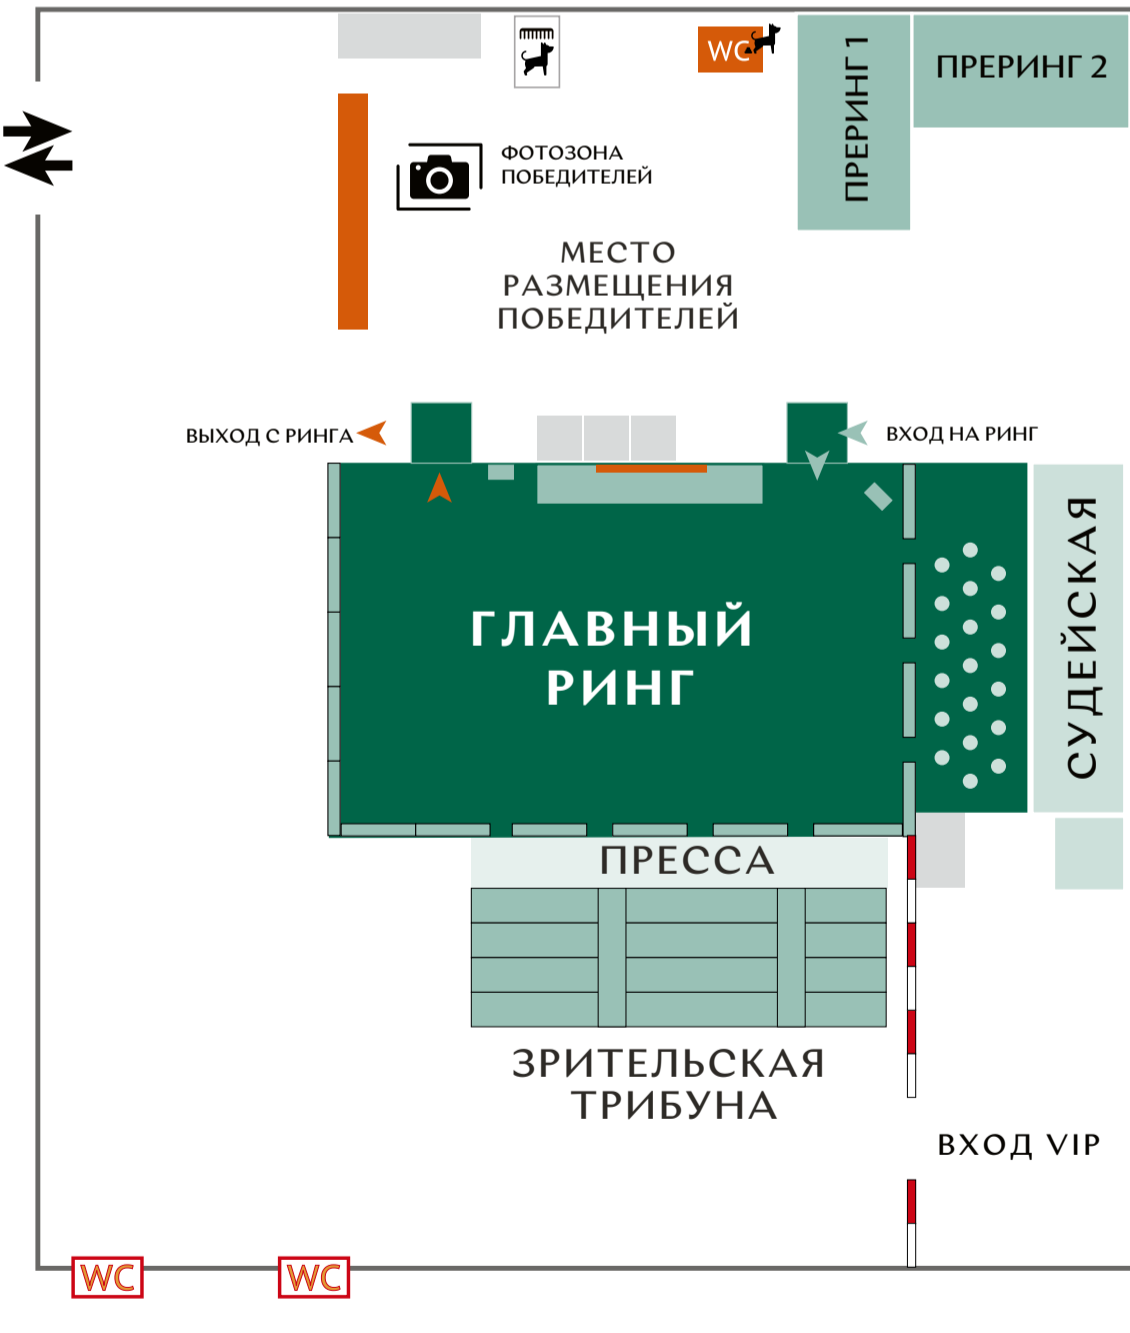 WC
ПРЕРИНГ 1
ПРЕРИНГ 2
ФОТОЗОНА
ПОБЕДИТЕЛЕЙ
МЕСТО
РАЗМЕЩЕНИЯ
ПОБЕДИТЕЛЕЙ
ВЫХОД С РИНГА
ВХОД НА РИНГ
ГЛАВНЫЙ
РИНГ
СУДЕЙСКАЯ
ПРЕССА
ЗРИТЕЛЬСКАЯ
ТРИБУНА
ВХОД VIP
WC
WC